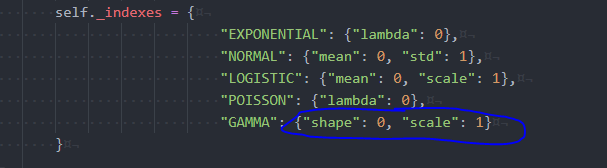 self._indexes = {
"EXPONENTIAL": {"lambda": 0},
"NORMAL": {"mean": 0, "std": 1},
"LOGISTIC": {"mean": 0, "scale": 1},
"POISSON": {"lambda": 0},
"GAMMA": {"shape": 0, "scale": 1}
}